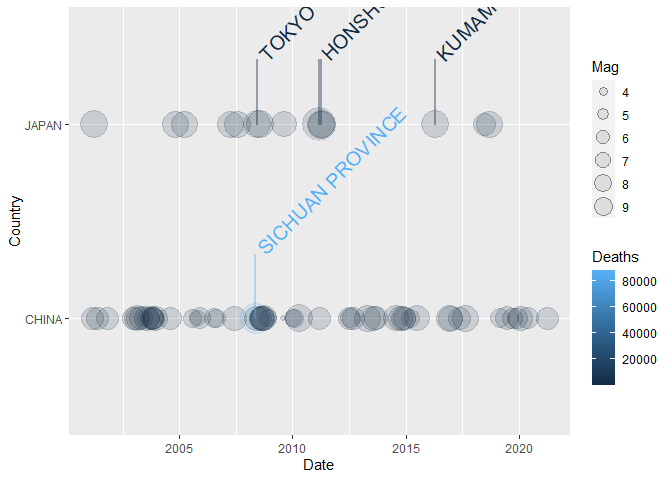 TOKYO
HONSHU
KUMAM
JAPAN
SICHUAN PROVINCE
CHINA
Country
2005
2010
2015
2020
Date
Mag
4
5
6
7
8
9
Deaths
80000
60000
40000
20000